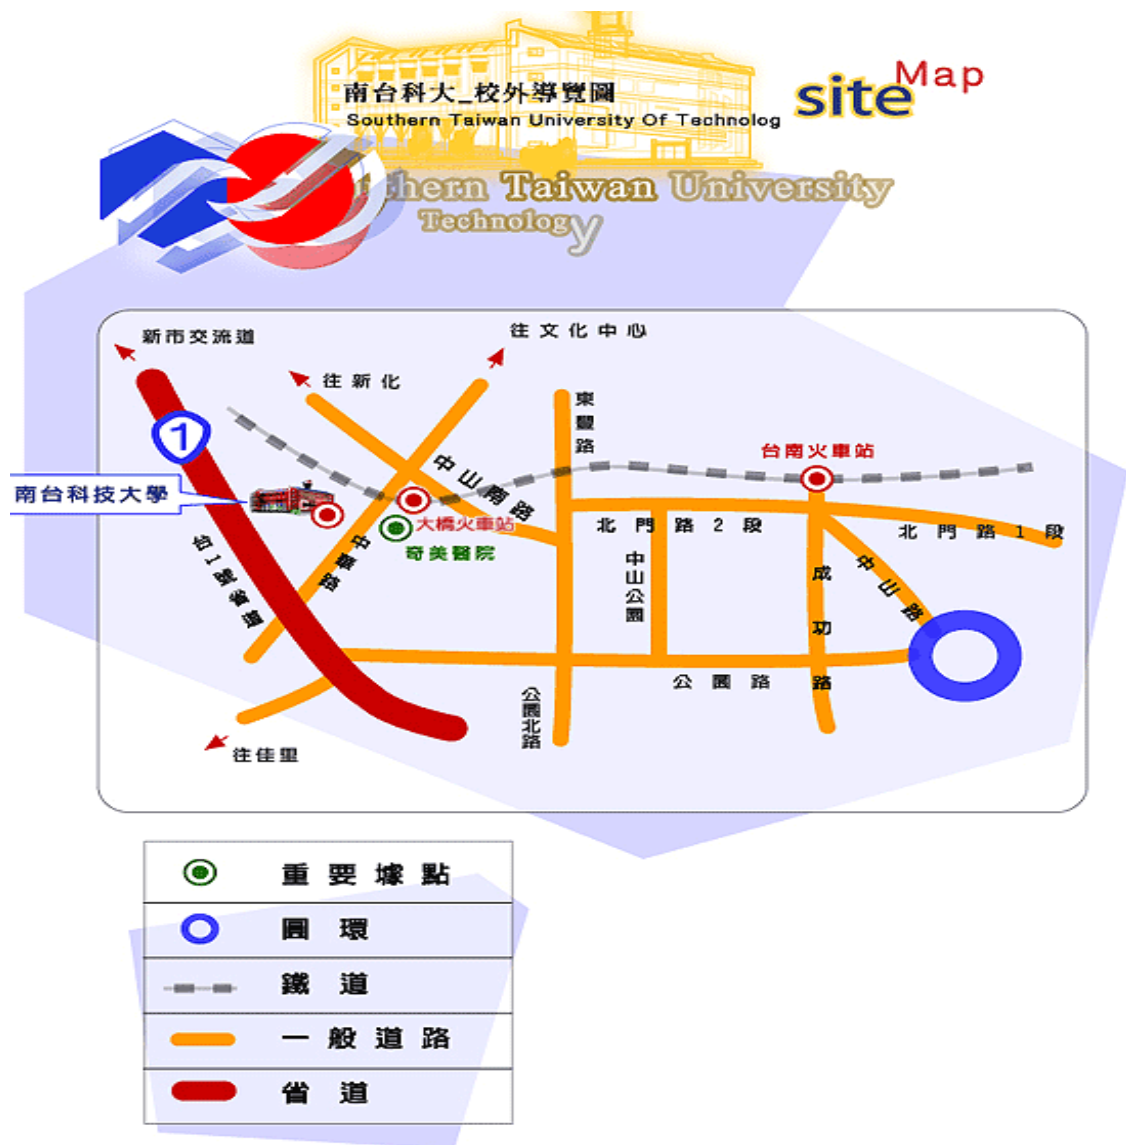 南台科大_校外導覽圖
Southern Taiwan University Of Technolog
site Map
thern Taiwan University
Technology
y
新市交流道
往文化中心
往新化
東豐路
1
台南火車站
中山南路
南台科技大學
大橋火車站
奇美醫院
北門路2段
北門路1段
中華路
台1號省道
中山公園
成功路
中山路
公園路
公園北路
往佳里
重要據點
圓環
鐵道
一般道路
省道